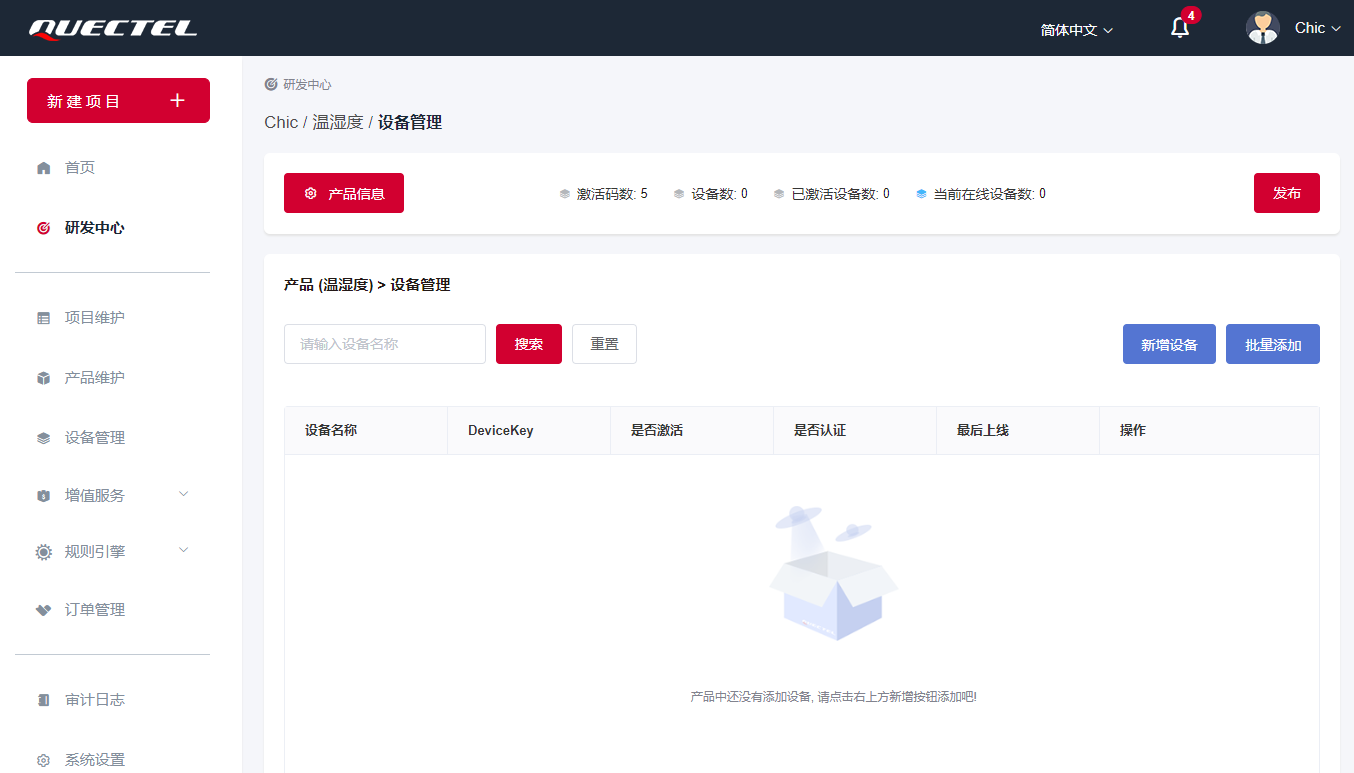 QUECTEL
简体中文
4
Chic
新建项目 +
首页
研发中心
项目维护
产品维护
设备管理
增值服务
规则引擎
订单管理
审计日志
系统设置
研发中心
Chic / 温湿度 / 设备管理
产品信息
激活码数: 5
设备数: 0
已激活设备数: 0
当前在线设备数: 0
发布
产品 (温湿度) > 设备管理
请输入设备名称
搜索
重置
新增设备
批量添加
设备名称 DeviceKey 是否激活 是否认证 最后上线 操作
产品中还没有添加设备, 请点击右上方新增按钮添加吧!